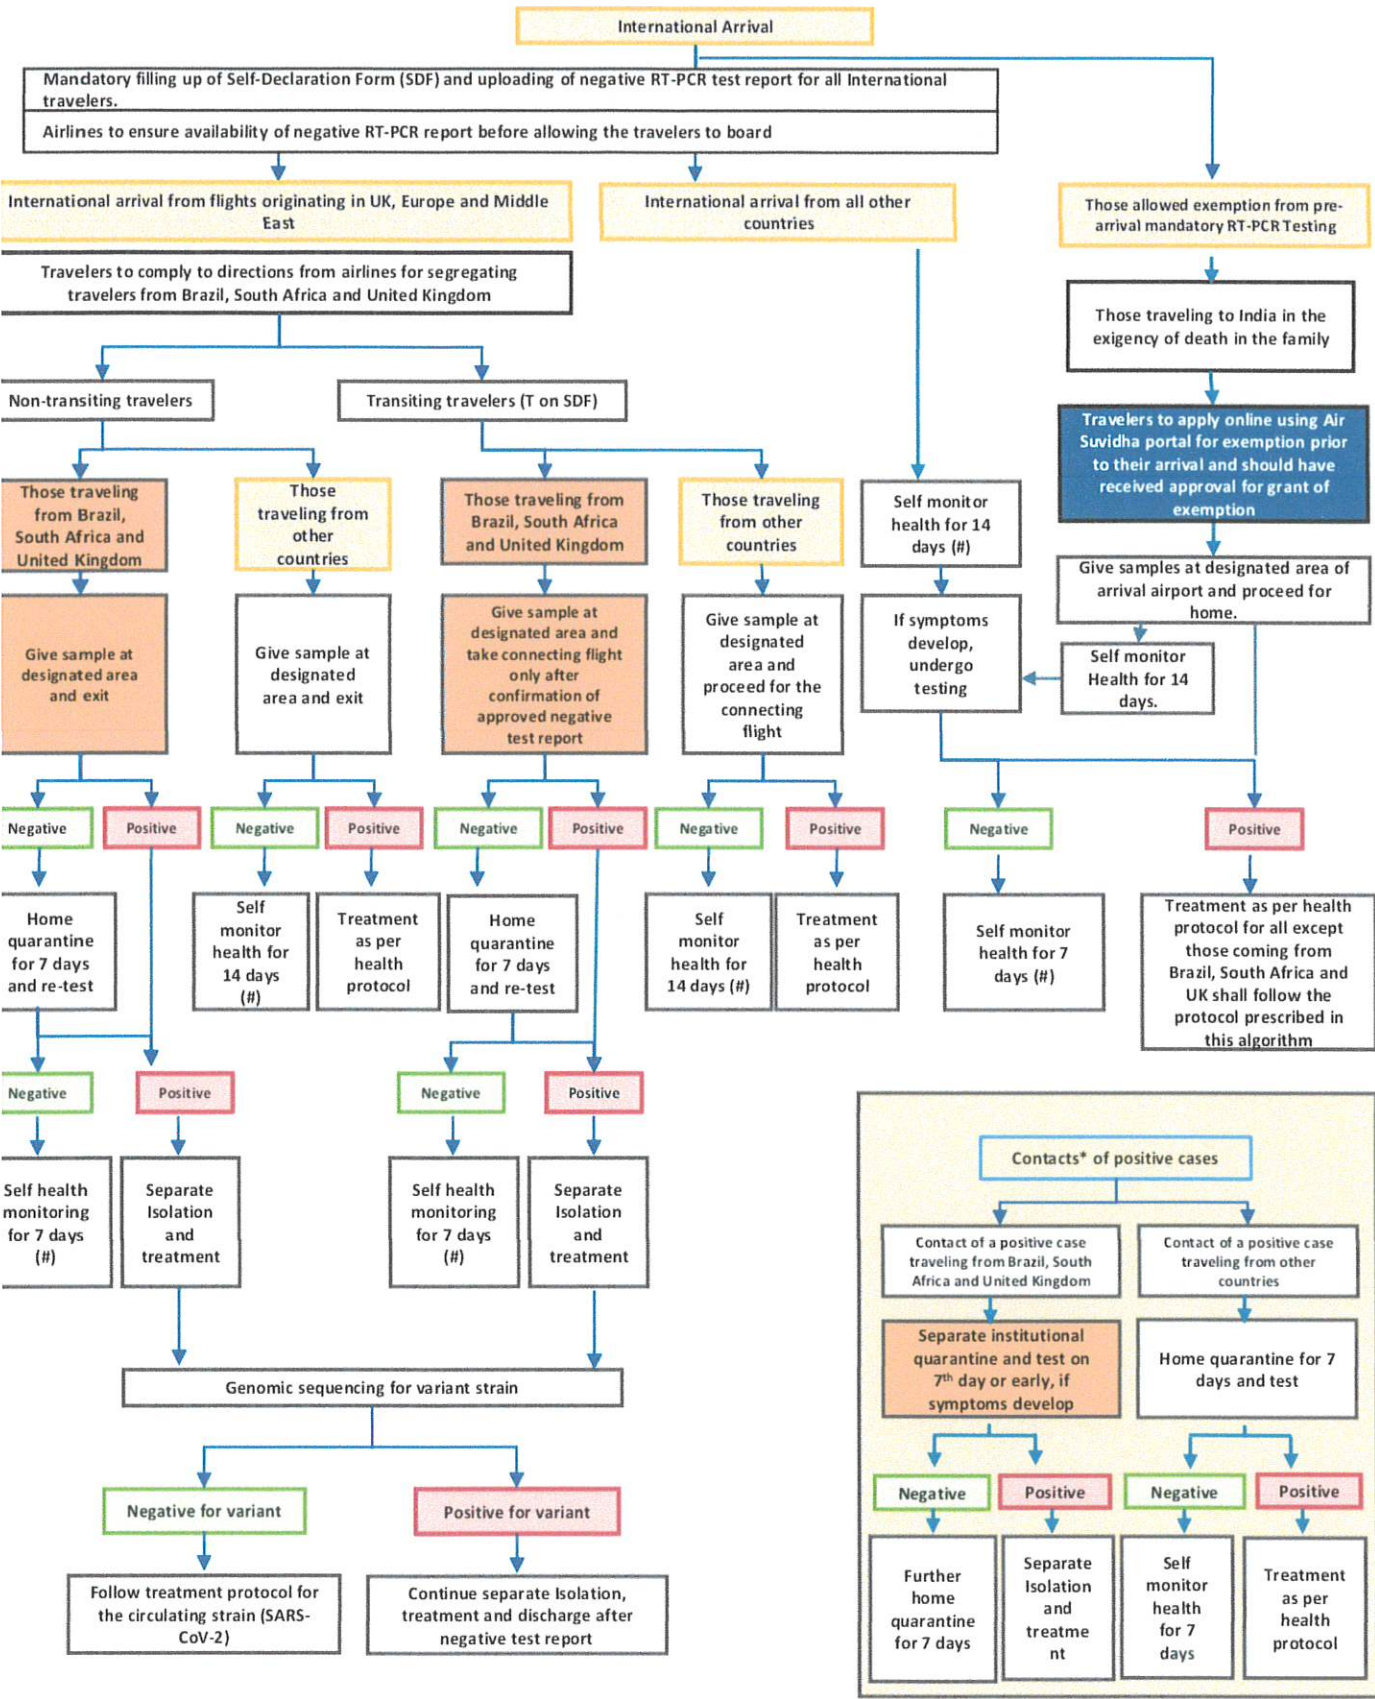 International Arrival
Mandatory filling up of Self-Declaration Form (SDF) and uploading of negative RT-PCR test report for all International
travelers.
Airlines to ensure availability of negative RT-PCR report before allowing the travelers to board
International arrival from flights originating in UK, Europe and Middle
East
International arrival from all other
countries
Those allowed exemption from pre-
arrival mandatory RT-PCR Testing
Travelers to comply to directions from airlines for segregating
travelers from Brazil, South Africa and United Kingdom
Those traveling to India in the
exigency of death in the family
Non-transiting travelers
Transiting travelers (T on SDF)
Travelers to apply online using Air
Suvidha portal for exemption prior
to their arrival and should have
received approval for grant of
exemption
Those traveling
from Brazil,
South Africa and
United Kingdom
Those
traveling from
other
countries
Those traveling from
Brazil, South Africa
and United Kingdom
Those traveling
from other
countries
Self monitor
health for 14
days (#)
Give samples at designated area of
arrival airport and proceed for
home.
Give sample at
designated area
and exit
Give sample at
designated
area and exit
Give sample at
designated area and
take connecting flight
only after
confirmation of
approved negative
test report
Give sample at
designated
area and
proceed for the
connecting
flight
If symptoms
develop,
undergo
testing
Self monitor
Health for 14
days.
Negative
Positive
Negative
Positive
Negative
Positive
Negative
Positive
Negative
Positive
Home
quarantine
for 7 days
and re-test
Self
monitor
health for
14 days
(#)
Treatment
as per
health
protocol
Home
quarantine
for 7 days
and re-test
Self
monitor
health for
14 days (#)
Treatment
as per
health
protocol
Self monitor
health for 7
days (#)
Treatment as per health
protocol for all except
those coming from
Brazil, South Africa and
UK shall follow the
protocol prescribed in
this algorithm
Negative
Positive
Negative
Positive
Self health
monitoring
for 7 days
(#)
Separate
Isolation
and
treatment
Self health
monitoring
for 7 days
(#)
Separate
Isolation
and
treatment
Genomic sequencing for variant strain
Negative for variant
Positive for variant
Follow treatment protocol for
the circulating strain (SARS-
CoV-2)
Continue separate Isolation,
treatment and discharge after
negative test report
Contacts* of positive cases
Contact of a positive case
traveling from Brazil, South
Africa and United Kingdom
Contact of a positive case
traveling from other
countries
Separate institutional
quarantine and test on
7th day or early, if
symptoms develop
Home quarantine for 7
days and test
Negative
Positive
Negative
Positive
Further
home
quarantine
for 7 days
Separate
Isolation
and
treatme
nt
Self
monitor
health
for 7
days
Treatment
as per
health
protocol